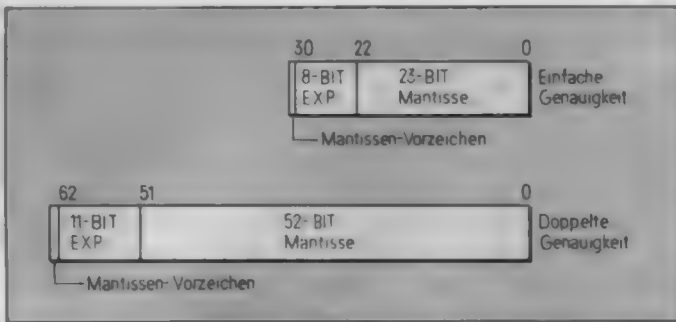 30 22 0
8-BIT 23-BIT Einfache
EXP Mantisse Genauigkeit
Mantissen-Vorzeichen
62 51 0
11-BIT 52-BIT Doppelte
EXP Mantisse Genauigkeit
Mantissen-Vorzeichen